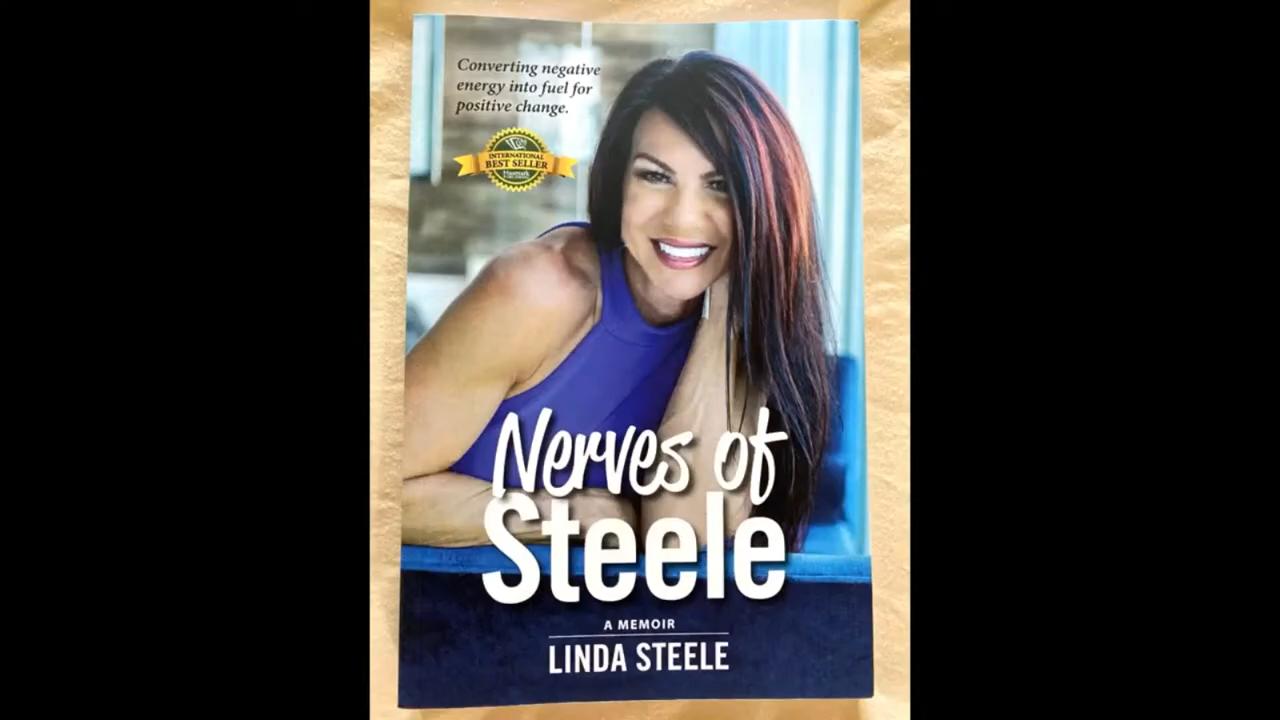 Converting negative
energy into fuel for
positive change.
INTERNATIONAL
BEST SELLER
Nerves of
Steele
A MEMOIR
LINDA STEELE